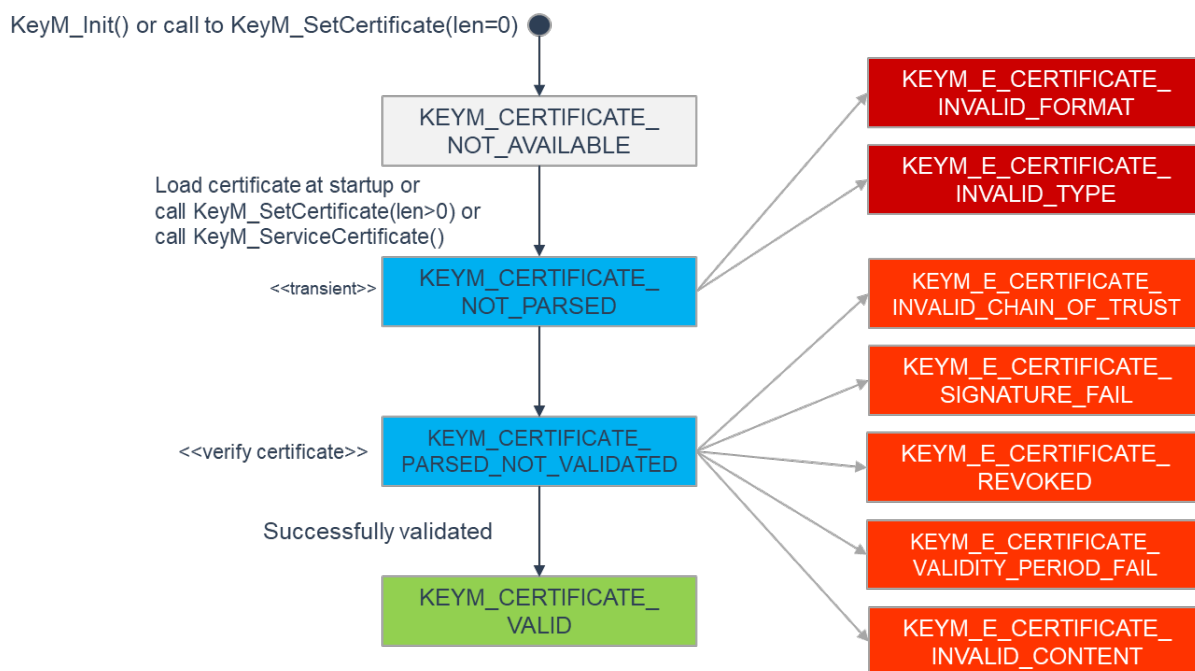 KeyM_Init() or call to KeyM_SetCertificate(len=0)
KEYM_CERTIFICATE_
NOT_AVAILABLE
Load certificate at startup or
call KeyM_SetCertificate(len>0) or
call KeyM_ServiceCertificate()
<<transient>>
KEYM_CERTIFICATE_
NOT_PARSED
<<verify certificate>>
KEYM_CERTIFICATE_
PARSED_NOT_VALIDATED
Successfully validated
KEYM_CERTIFICATE_
VALID
KEYM_E_CERTIFICATE_
INVALID_FORMAT
KEYM_E_CERTIFICATE_
INVALID_TYPE
KEYM_E_CERTIFICATE_
INVALID_CHAIN_OF_TRUST
KEYM_E_CERTIFICATE_
SIGNATURE_FAIL
KEYM_E_CERTIFICATE_
REVOKED
KEYM_E_CERTIFICATE_
VALIDITY_PERIOD_FAIL
KEYM_E_CERTIFICATE_
INVALID_CONTENT